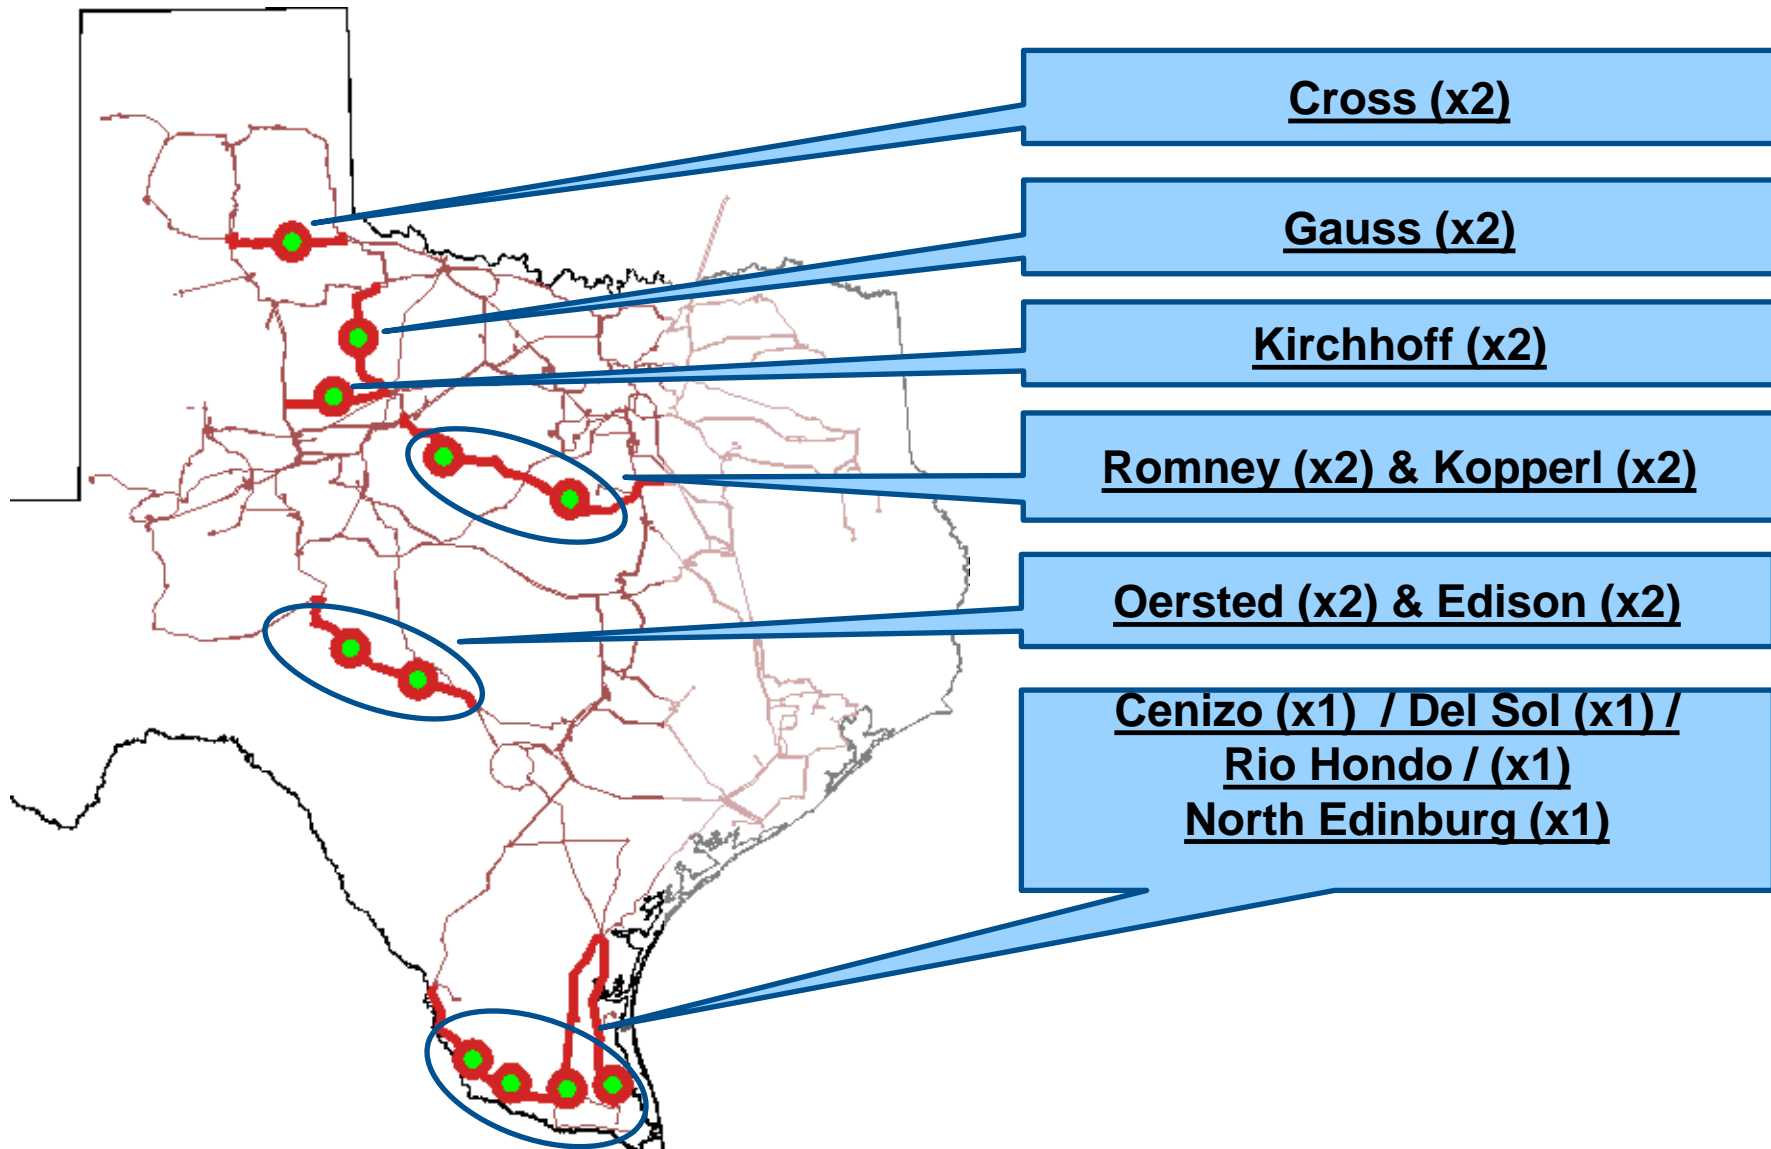 Cross (x2)
Gauss (x2)
Kirchhoff (x2)
Romney (x2) & Kopperl (x2)
Oersted (x2) & Edison (x2)
Cenizo (x1) / Del Sol (x1) /
Rio Hondo / (x1)
North Edinburg (x1)